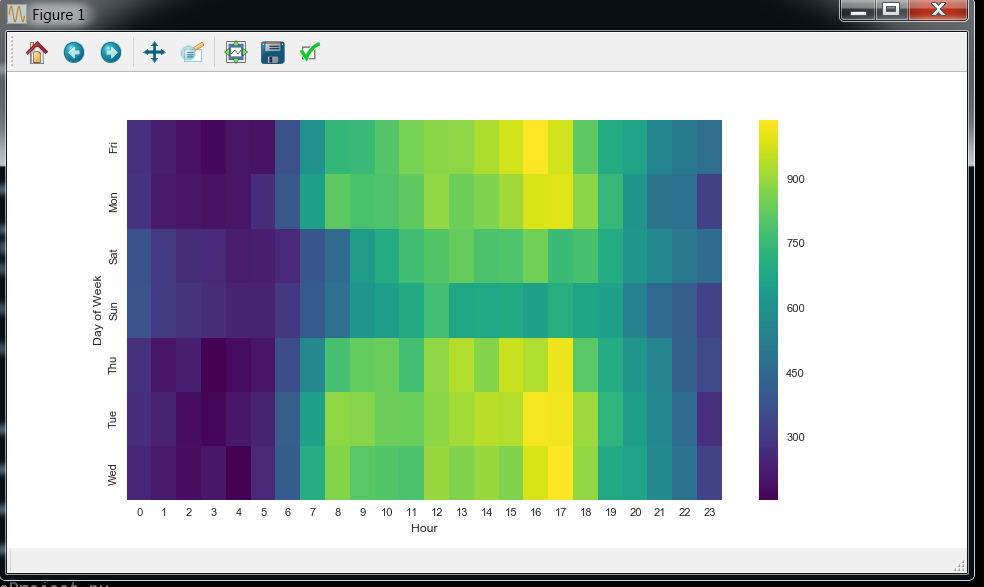 Figure 1
Fri
Mon
Sat
Sun
Thu
Tue
Wed
Day of Week
0 1 2 3 4 5 6 7 8 9 10 11 12 13 14 15 16 17 18 19 20 21 22 23
Hour
900
750
600
450
300